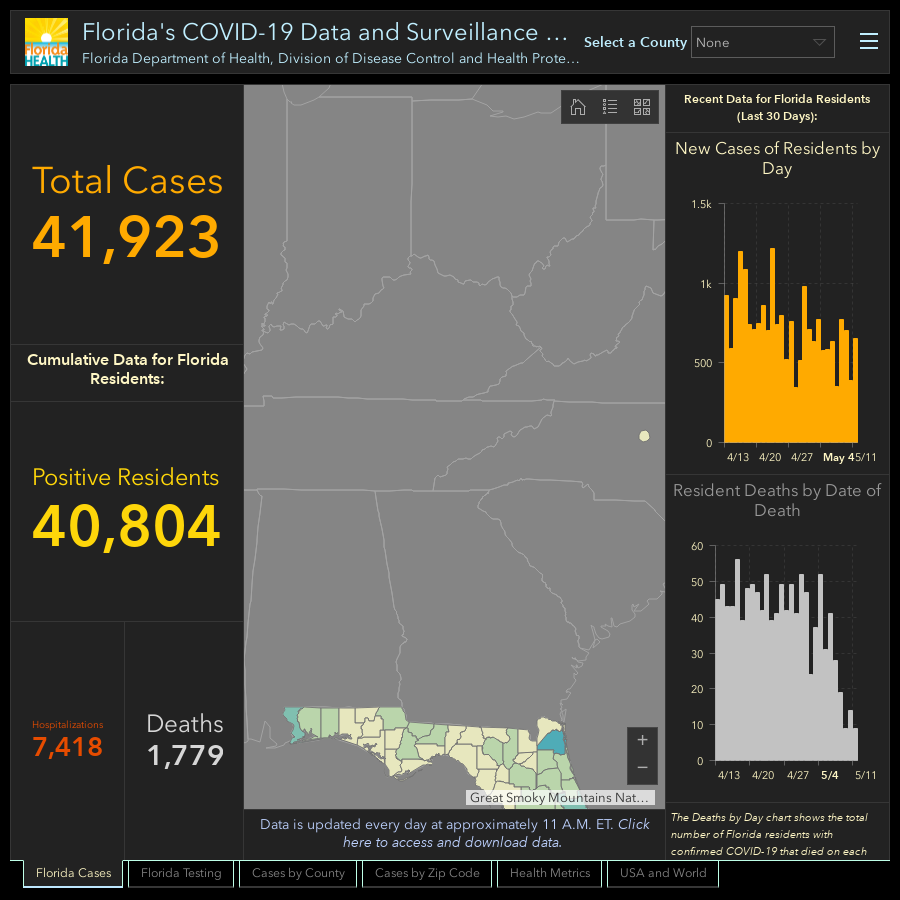 Florida
HEALTH
Florida's COVID-19 Data and Surveillance ...
Florida Department of Health, Division of Disease Control and Health Prote...
Select a County
None
Total Cases
41,923
Cumulative Data for Florida
Residents:
Positive Residents
40,804
Hospitalizations
7,418
Deaths
1,779
+
−
Great Smoky Mountains Nat...
Data is updated every day at approximately 11 A.M. ET. Click
here to access and download data.
Recent Data for Florida Residents
(Last 30 Days):
New Cases of Residents by
Day
1.5k
1k
500
0
4/13 4/20 4/27 May 4 5/11
Resident Deaths by Date of
Death
60
50
40
30
20
10
0
4/13 4/20 4/27 5/4 5/11
The Deaths by Day chart shows the total
number of Florida residents with
confirmed COVID-19 that died on each
Florida Cases
Florida Testing
Cases by County
Cases by Zip Code
Health Metrics
USA and World